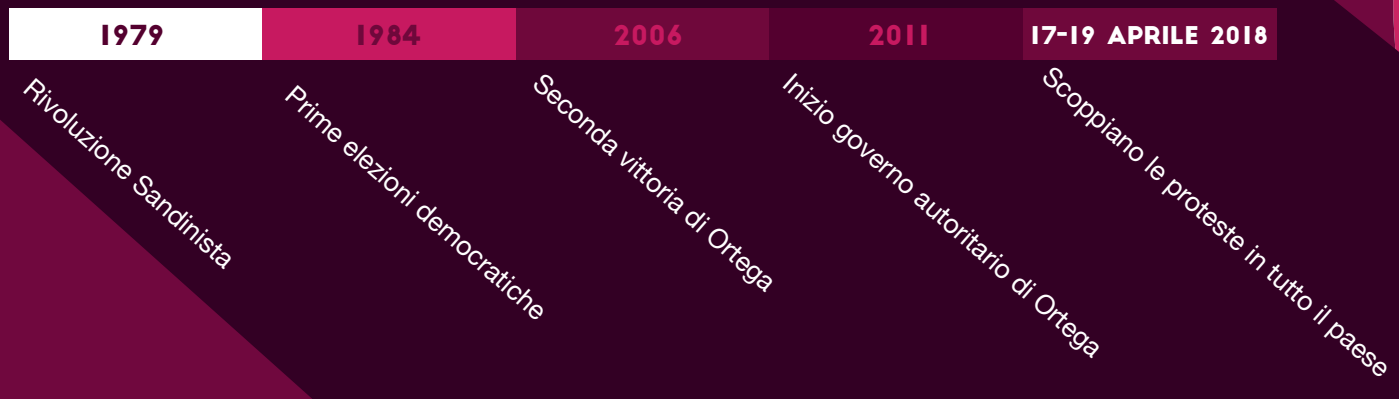 1979
1984
2006
2011
17-19 APRILE 2018
Rivoluzione Sandinista
Prime elezioni democratiche
Seconda vittoria di Ortega
Inizio governo autoritario di Ortega
Scoppiano le proteste in tutto il paese